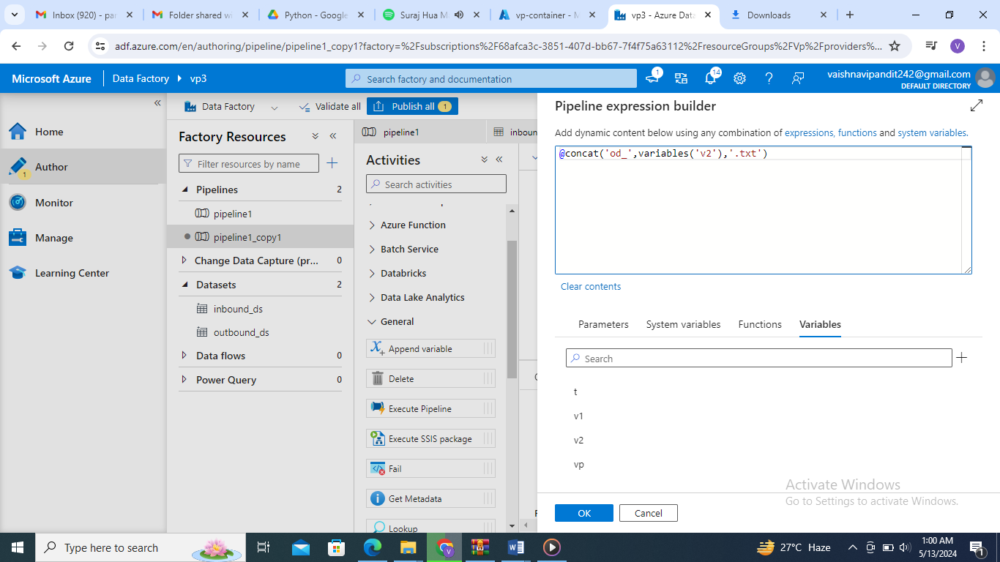 Inbox (920) - pa
Folder shared wi
Python - Google
Suraj Hua M
vp-container - M
vp3 - Azure Data
Downloads
adf.azure.com/en/authoring/pipeline/pipeline1_copy1?factory=%2Fsubscriptions%2F68afca3c-3851-407d-bb67-7f4f75a63112%2FresourceGroups%2FVp%2Fproviders%...
V
Microsoft Azure
Data Factory
vp3
Search factory and documentation
1
14
vaishnavipandit242@gmail.com
DEFAULT DIRECTORY
Home
Author
1
Monitor
Manage
Learning Center
Data Factory
Validate all
Publish all 1
Factory Resources
Filter resources by name
Pipelines 2
pipeline1
pipeline1_copy1
Change Data Capture (pr... 0
Datasets 2
inbound_ds
outbound_ds
Data flows 0
Power Query 0
pipeline1
inboun
Activities
Search activities
Azure Function
Batch Service
Databricks
Data Lake Analytics
General
Append variable
Delete
Execute Pipeline
Execute SSIS package
Fail
Get Metadata
Lookup
Pipeline expression builder
Add dynamic content below using any combination of expressions, functions and system variables.
@concat('od_',variables('v2'),'.txt')
Clear contents
Parameters System variables Functions Variables
Search
t
v1
v2
vp
Activate Windows
Go to Settings to activate Windows.
OK Cancel
Type here to search
27°C Haze
1:00 AM
5/13/2024
1